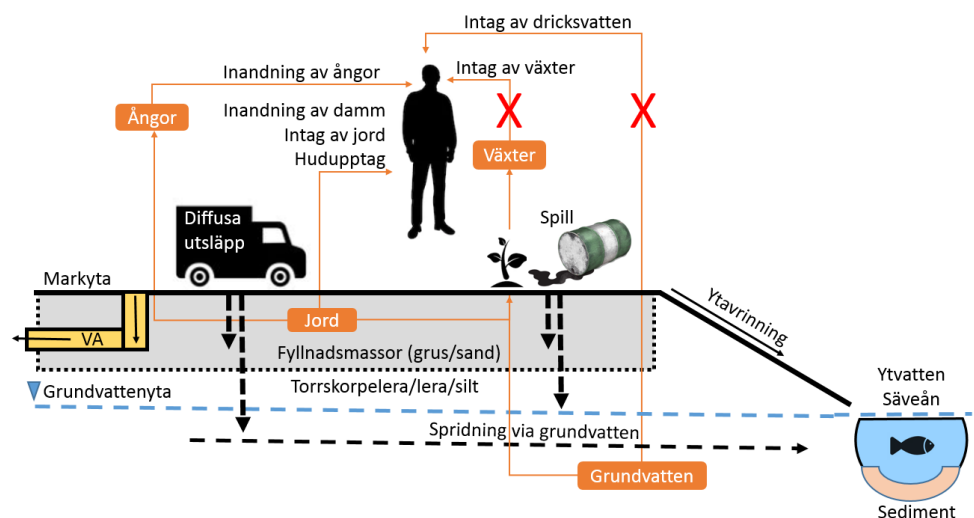 Intag av dricksvatten
Inandning av ångor
Intag av växter
Ångor
Inandning av damm
Intag av jord
Hudupptag
Växter
Diffusa
utsläpp
Spill
Markyta
Ytavrinning
VA
Jord
Fyllnadsmassor (grus/sand)
Torrskorpelera/lera/silt
Grundvattenyta
Ytvatten
Säveån
Spridning via grundvatten
Grundvatten
Sediment